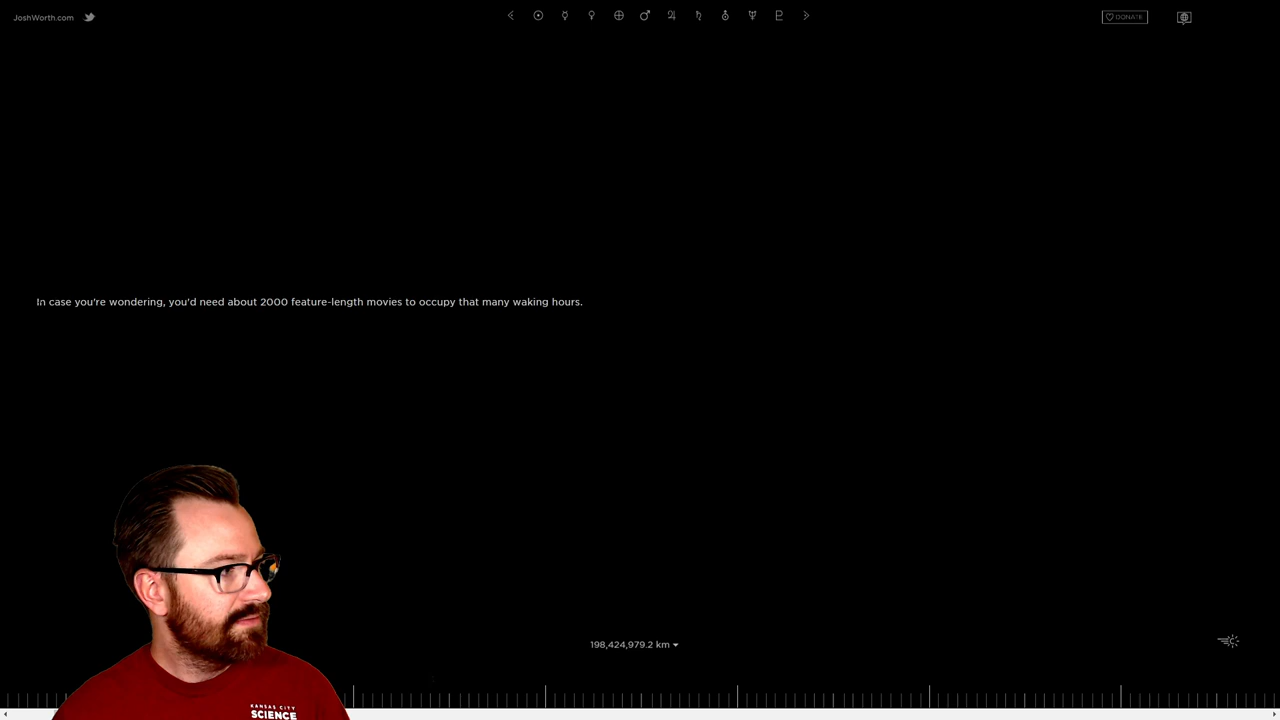 JoshWorth.com
DONATE
In case you're wondering, you'd need about 2000 feature-length movies to occupy that many waking hours.
198,424,979.2 km
KANSAS CITY
SCIENCE